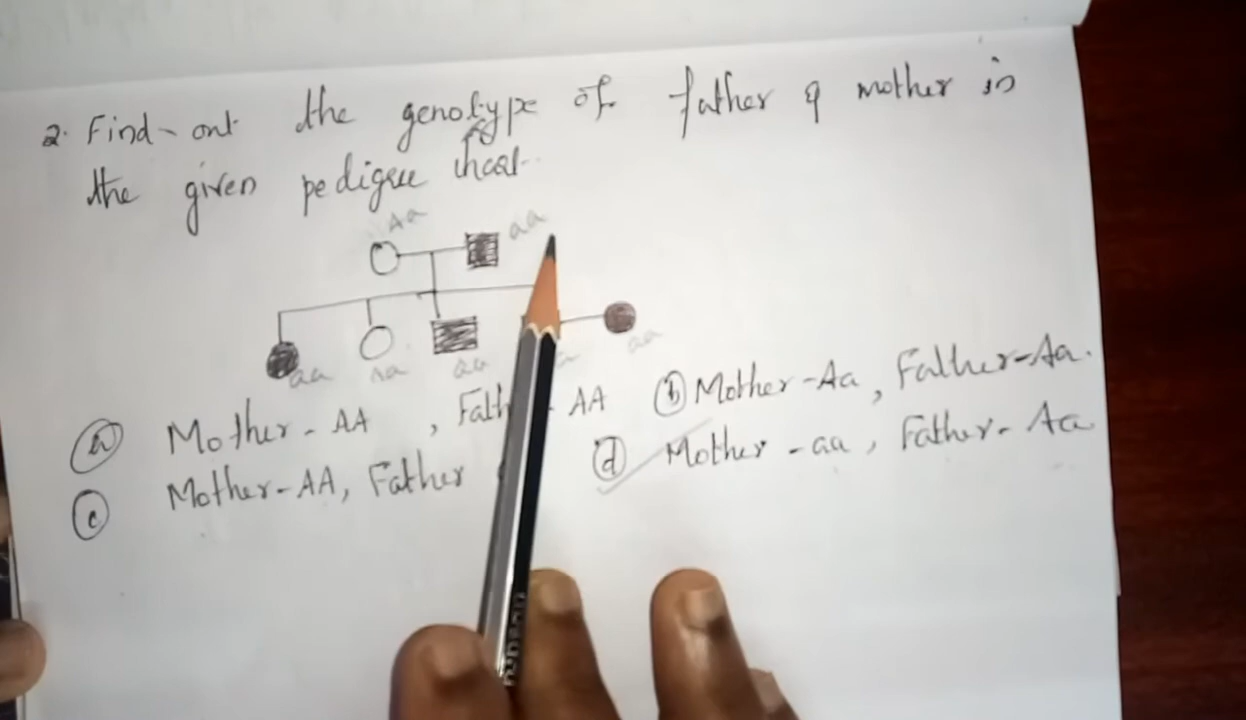 2. Find out the genotype of father & mother in
the given pedigree chart.
Aa aa
aa Aa aa aa
(a) Mother - AA , Fath AA (b) Mother - Aa , Father - Aa.
(c) Mother - AA, Father (d) Mother - aa , Father - Aa